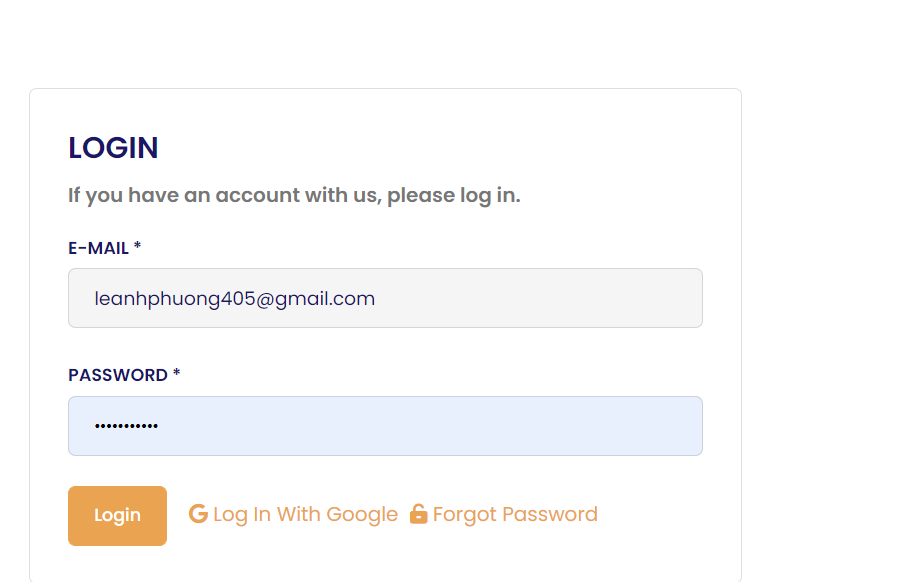 LOGIN
If you have an account with us, please log in.
E-MAIL *
leanhphuong405@gmail.com
PASSWORD *
•••••••••••
Login Log In With Google Forgot Password